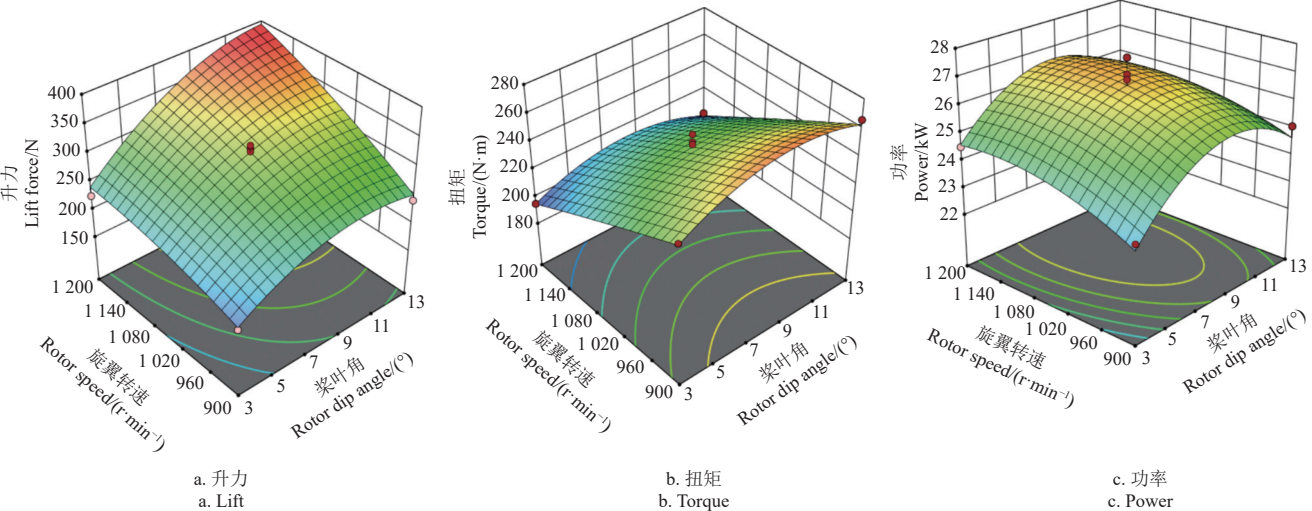 400
350
300
250
200
150
升力
Lift force/N
1 200
1 140
1 080
1 020
960
900
旋翼转速
Rotor speed/(r·min⁻¹)
3
5
7
9
11
13
桨叶角
Rotor dip angle/(°)
a. 升力
a. Lift
280
260
240
220
200
180
扭矩
Torque/(N·m)
1 200
1 140
1 080
1 020
960
900
旋翼转速
Rotor speed/(r·min⁻¹)
3
5
7
9
11
13
桨叶角
Rotor dip angle/(°)
b. 扭矩
b. Torque
28
27
26
25
24
23
22
功率
Power/kW
1 200
1 140
1 080
1 020
960
900
旋翼转速
Rotor speed/(r·min⁻¹)
3
5
7
9
11
13
桨叶角
Rotor dip angle/(°)
c. 功率
c. Power